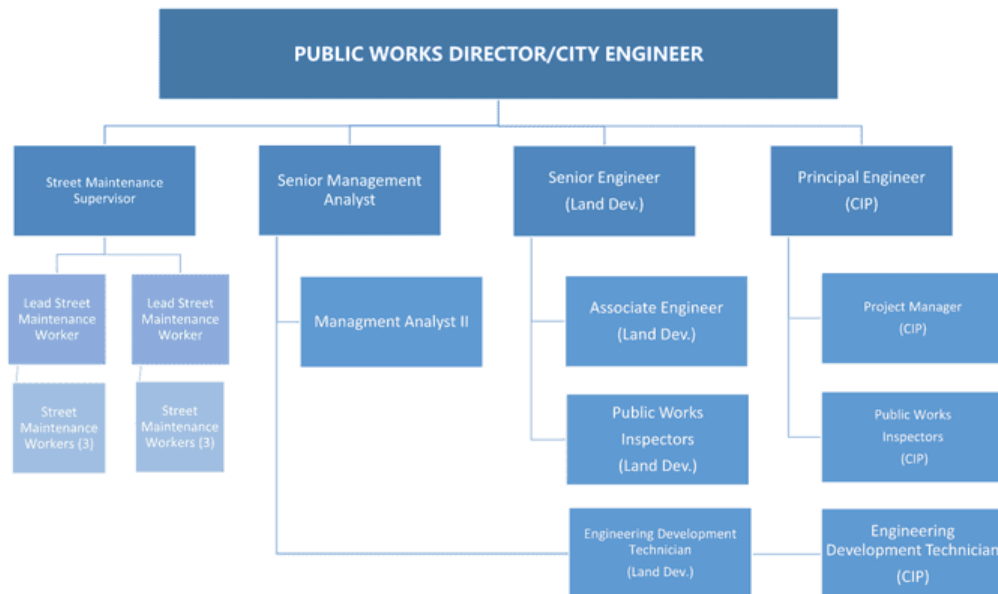 PUBLIC WORKS DIRECTOR/CITY ENGINEER
Street Maintenance
Supervisor
Senior Management
Analyst
Senior Engineer
(Land Dev.)
Principal Engineer
(CIP)
Lead Street
Maintenance
Worker
Lead Street
Maintenance
Worker
Managment Analyst II
Associate Engineer
(Land Dev.)
Project Manager
(CIP)
Street
Maintenance
Workers (3)
Street
Maintenance
Workers (3)
Public Works
Inspectors
(Land Dev.)
Public Works
Inspectors
(CIP)
Engineering Development
Technician
(Land Dev.)
Engineering
Development Technician
(CIP)